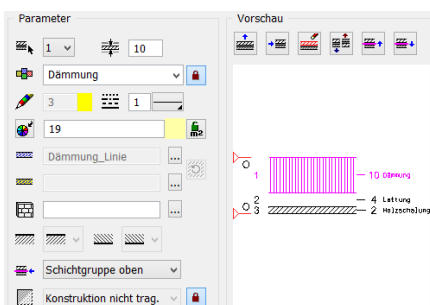 Parameter
1
10
Dämmung
3
1
19
m2
Dämmung_Linie
...
...
...
Schichtgruppe oben
Konstruktion nicht trag.
Vorschau
1
10 Dämmung
2
4 Lattung
3
2 Holzschalung